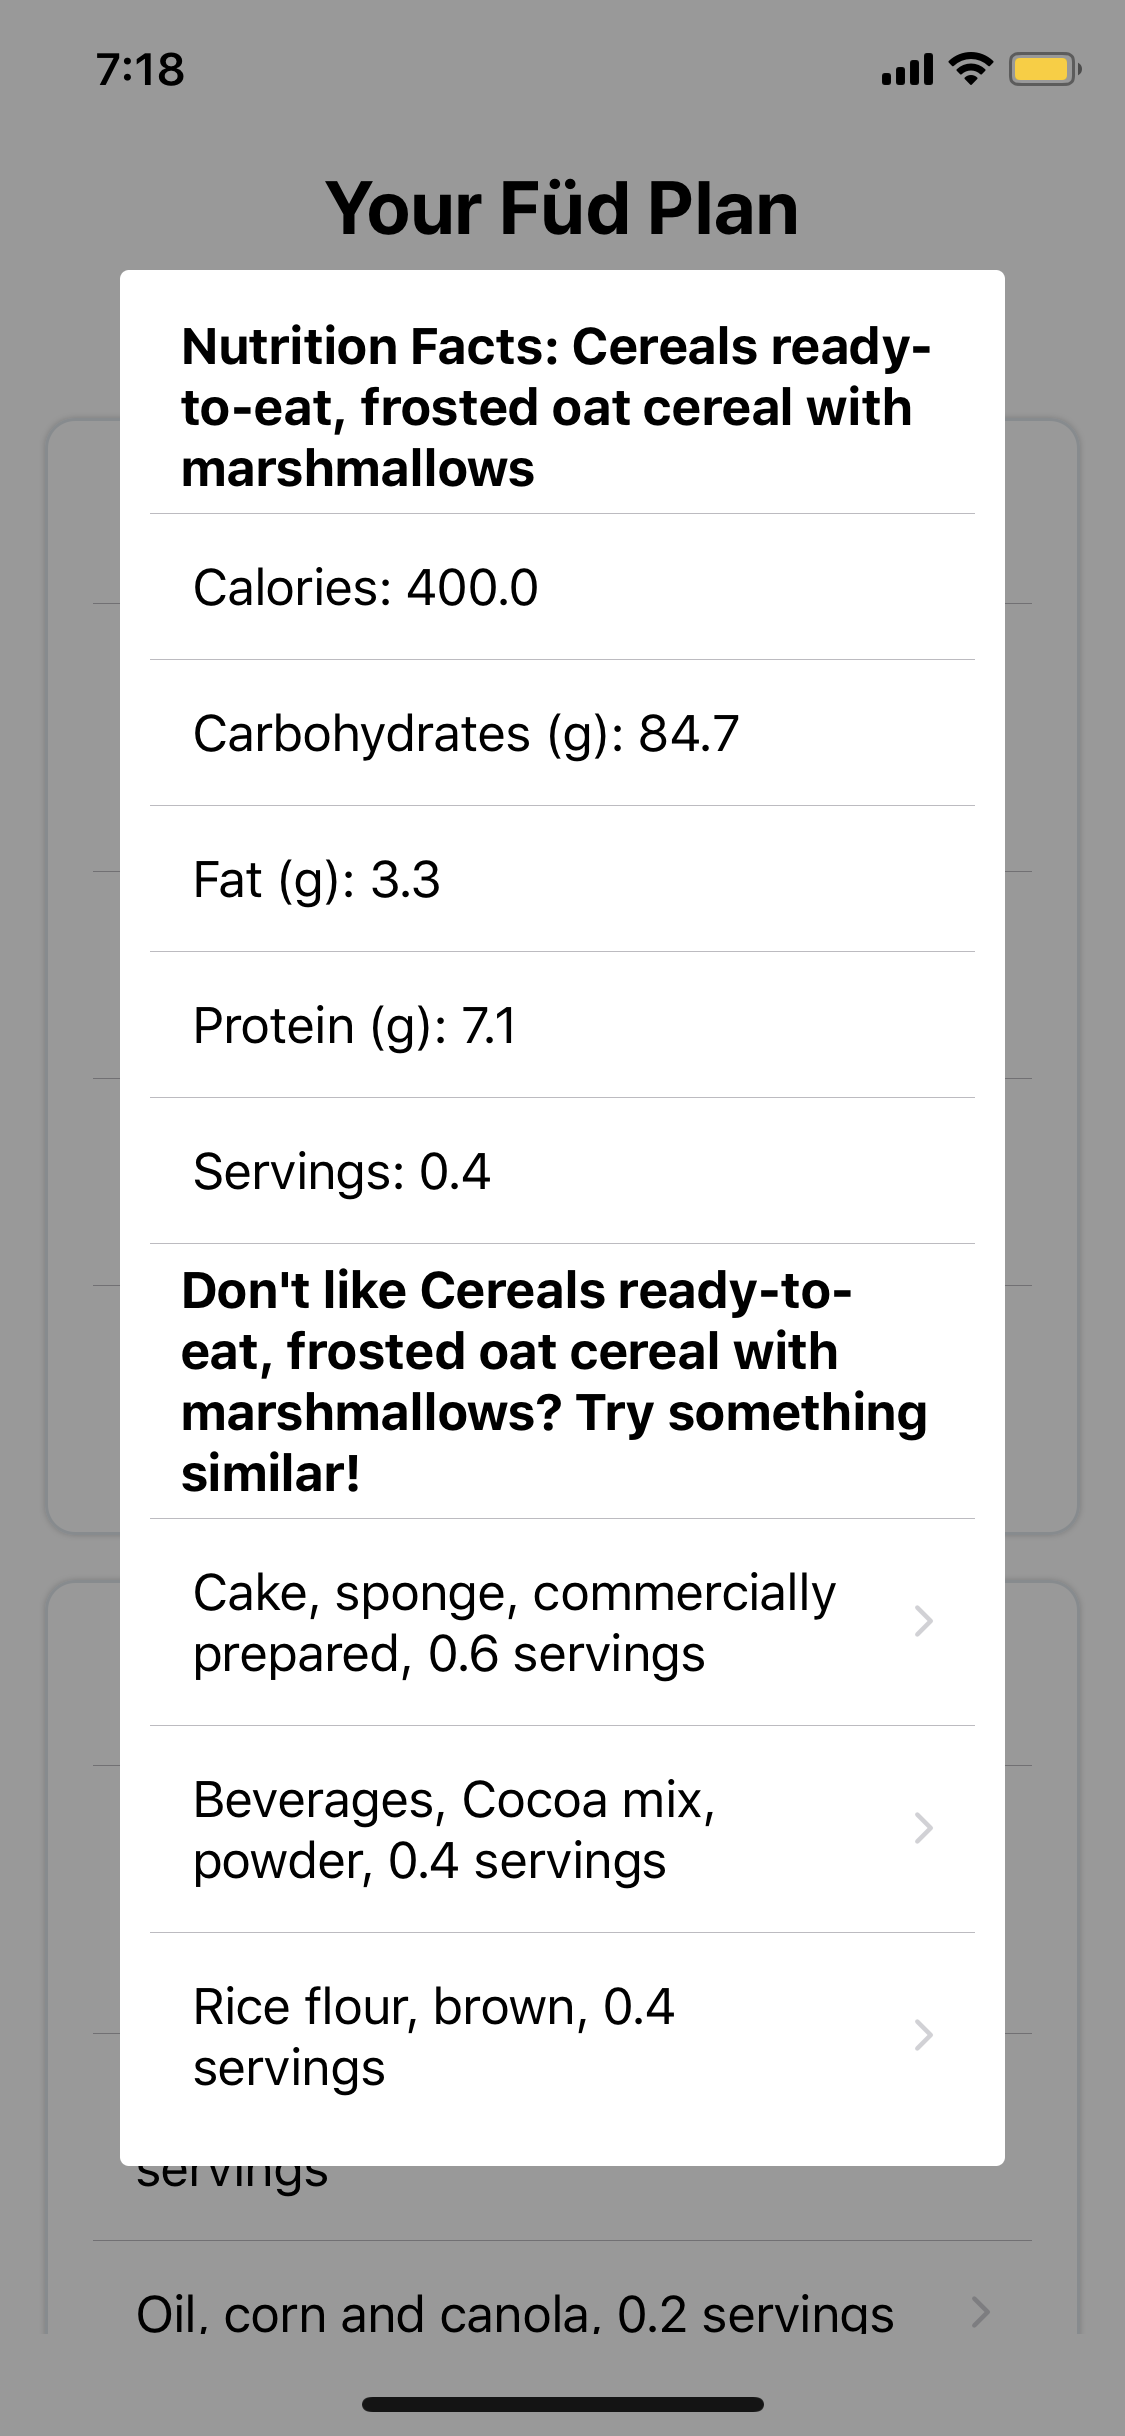 7:18
Your Füd Plan
Nutrition Facts: Cereals ready-
to-eat, frosted oat cereal with
marshmallows
Calories: 400.0
Carbohydrates (g): 84.7
Fat (g): 3.3
Protein (g): 7.1
Servings: 0.4
Don't like Cereals ready-to-
eat, frosted oat cereal with
marshmallows? Try something
similar!
Cake, sponge, commercially
prepared, 0.6 servings
Beverages, Cocoa mix,
powder, 0.4 servings
Rice flour, brown, 0.4
servings
servings
Oil, corn and canola, 0.2 servings